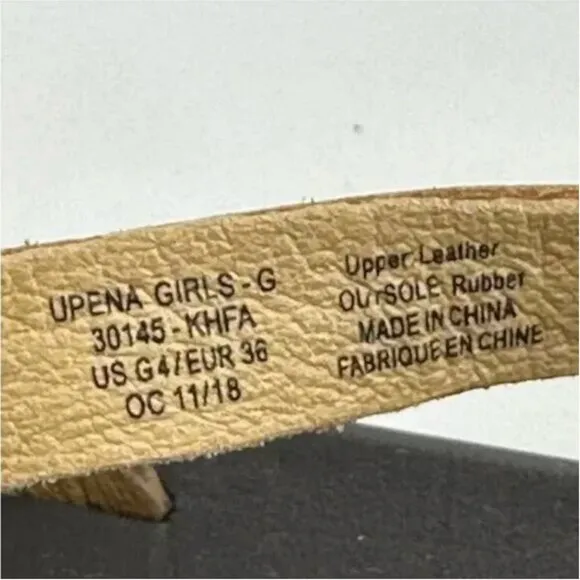 UPENA GIRLS - G
30145 - KHFA
US G4/EUR 36
OC 11/18
Upper Leather
OUTSOLE Rubber
MADE IN CHINA
FABRIQUE EN CHINE